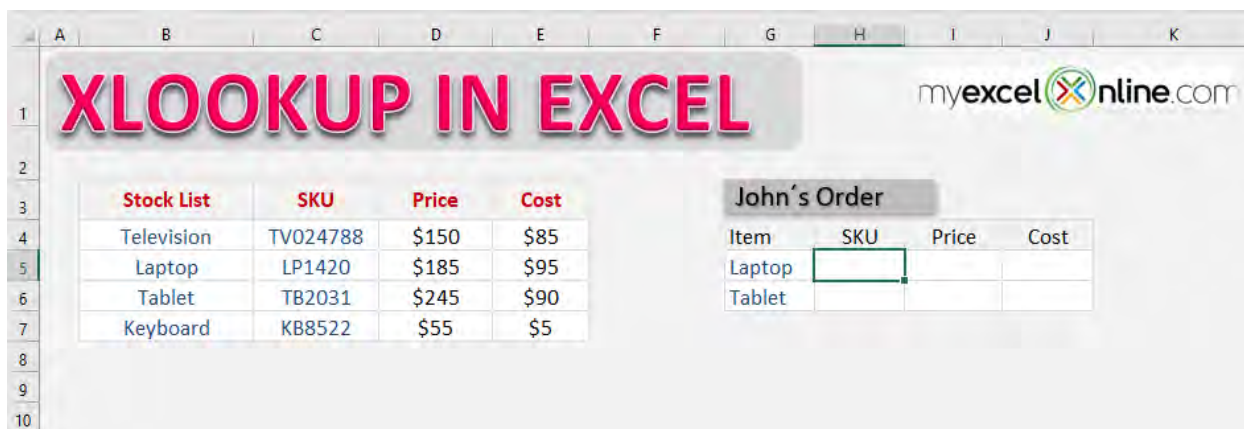 A B C D E F G H I J K
1 XLOOKUP IN EXCEL myexcelOnline.com
2
3 Stock List SKU Price Cost John´s Order
4 Television TV024788 $150 $85 Item SKU Price Cost
5 Laptop LP1420 $185 $95 Laptop
6 Tablet TB2031 $245 $90 Tablet
7 Keyboard KB8522 $55 $5
8
9
10